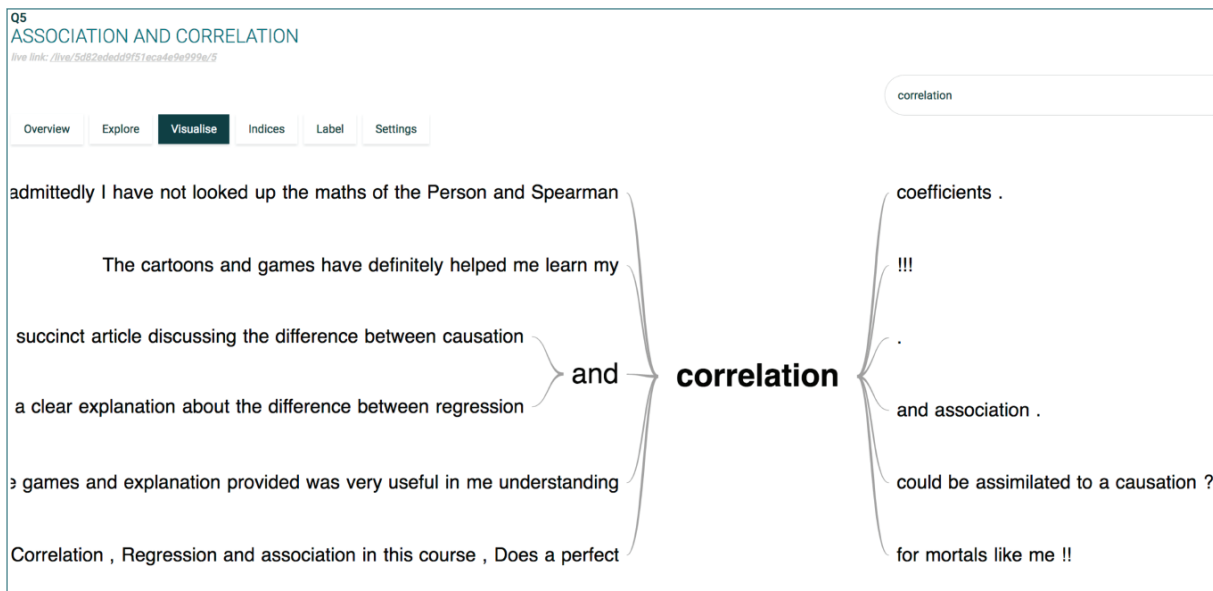 Q5
ASSOCIATION AND CORRELATION
live link: /live/5d82ededd9f51eca4e9e999e/5
correlation
Overview Explore Visualise Indices Label Settings
admittedly I have not looked up the maths of the Person and Spearman
The cartoons and games have definitely helped me learn my
succinct article discussing the difference between causation
a clear explanation about the difference between regression
games and explanation provided was very useful in me understanding
Correlation , Regression and association in this course , Does a perfect
and
correlation
coefficients .
!!!
.
and association .
could be assimilated to a causation ?
for mortals like me !!